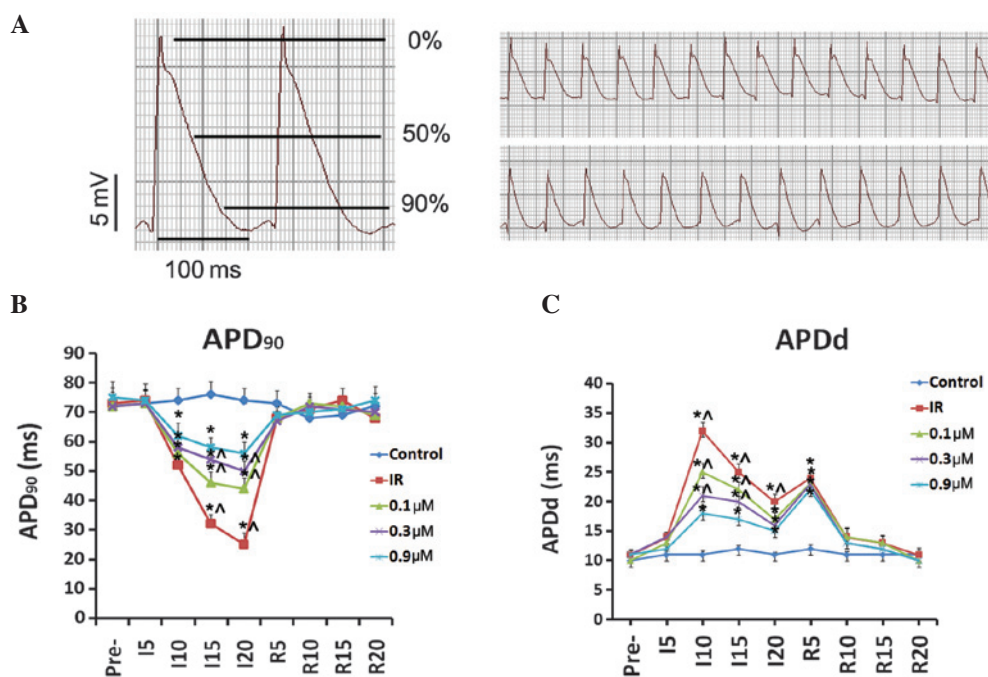 A
0%
50%
90%
5 mV
100 ms
B
APD90
APD90 (ms)
90
80
70
60
50
40
30
20
10
0
Pre-
I5
I10
I15
I20
R5
R10
R15
R20
* * * * * ^ * ^ * ^ * ^ * ^ * ^
Control
IR
0.1µM
0.3µM
0.9µM
C
APDd
APDd (ms)
40
35
30
25
20
15
10
5
0
Pre-
I5
I10
I15
I20
R5
R10
R15
R20
Control
IR
0.1µM
0.3µM
0.9µM